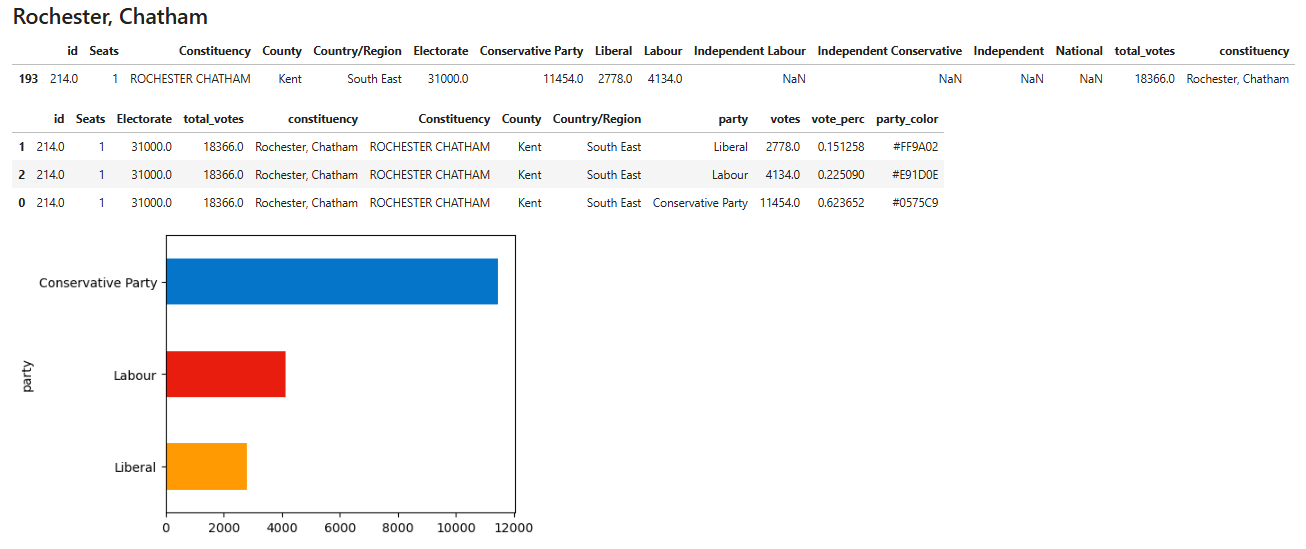 Rochester, Chatham
id Seats Constituency County Country/Region Electorate Conservative Party Liberal Labour Independent Labour Independent Conservative Independent National total_votes constituency
193 214.0 1 ROCHESTER CHATHAM Kent South East 31000.0 11454.0 2778.0 4134.0 NaN NaN NaN NaN 18366.0 Rochester, Chatham
id Seats Electorate total_votes constituency Constituency County Country/Region party votes vote_perc party_color
1 214.0 1 31000.0 18366.0 Rochester, Chatham ROCHESTER CHATHAM Kent South East Liberal 2778.0 0.151258 #FF9A02
2 214.0 1 31000.0 18366.0 Rochester, Chatham ROCHESTER CHATHAM Kent South East Labour 4134.0 0.225090 #E91D0E
0 214.0 1 31000.0 18366.0 Rochester, Chatham ROCHESTER CHATHAM Kent South East Conservative Party 11454.0 0.623652 #0575C9
Conservative Party
Labour
Liberal
party
0 2000 4000 6000 8000 10000 12000